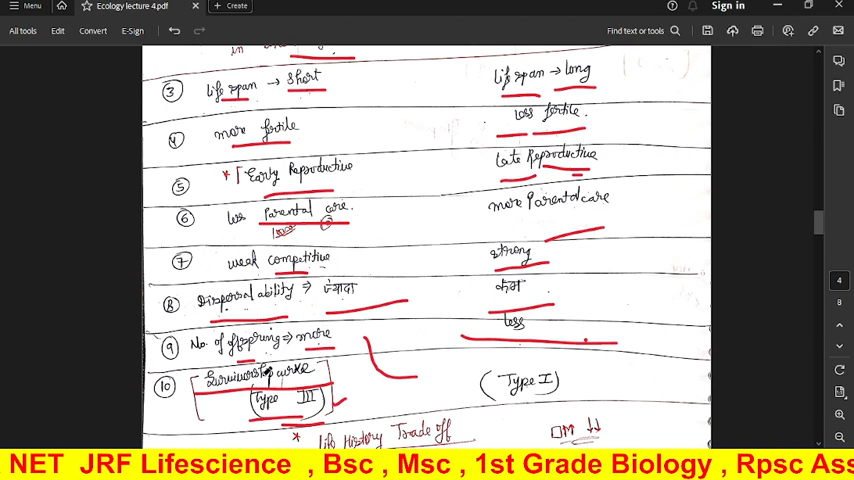 Menu
Ecology lecture 4.pdf
Create
Sign in
All tools Edit Convert E-Sign
Find text or tools
③ life span → short life span → long
④ more fertile less fertile.
⑤ * Early Reproductive Late Reproductive
⑥ less Parental care. more Parental care
⑦ weak competitive strong
⑧ Dispersal ability ⇒ ज्यादा कम
⑨ No. of offspring ⇒ more less
⑩ Survivorship curve
(Type III) (Type I)
* life History Trade off
4
8
NET JRF Lifescience , Bsc , Msc , 1st Grade Biology , Rpsc Ass